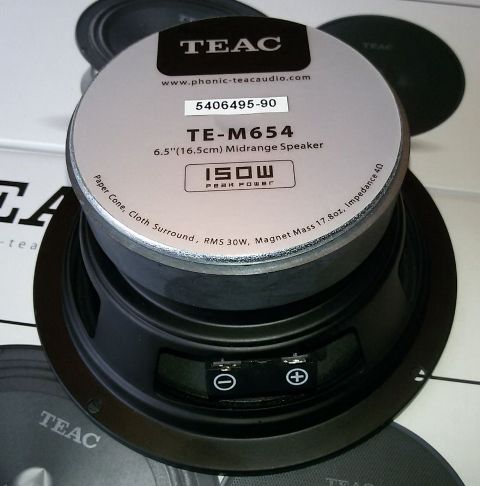 TEAC
www.phonic-teacaudio.com
5406495-90
TE-M654
6.5"(16.5cm) Midrange Speaker
150W
PEAK POWER
Paper Cone, Cloth Surround, RMS 30W, Magnet Mass 17.8oz, Impedance 4Ω
− +
TEAC
TEAC